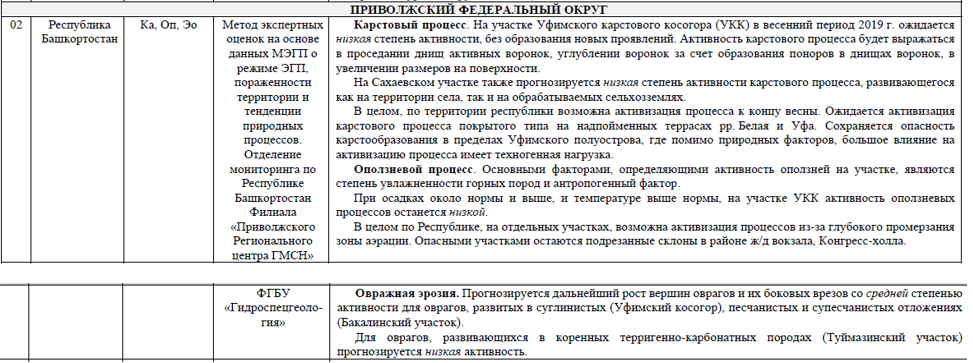 ПРИВОЛЖСКИЙ ФЕДЕРАЛЬНЫЙ ОКРУГ
02
Республика
Башкортостан
Ка, Оп, Эо
Метод экспертных
оценок на основе
данных МЭГП о
режиме ЭГП,
пораженности
территории и
тенденции
природных
процессов.
Отделение
мониторинга по
Республике
Башкортостан
Филиала
«Приволжского
Регионального
центра ГМСН»
Карстовый процесс. На участке Уфимского карстового косогора (УКК) в весенний период 2019 г. ожидается
низкая степень активности, без образования новых проявлений. Активность карстового процесса будет выражаться
в проседании днищ активных воронок, углублении воронок за счет образования поноров в днищах воронок, в
увеличении размеров на поверхности.
На Сахаевском участке также прогнозируется низкая степень активности карстового процесса, развивающегося
как на территории села, так и на обрабатываемых сельхозземлях.
В целом, по территории республики возможна активизация процесса к концу весны. Ожидается активизация
карстового процесса покрытого типа на надпойменных террасах рр. Белая и Уфа. Сохраняется опасность
карстообразования в пределах Уфимского полуострова, где помимо природных факторов, большое влияние на
активизацию процесса имеет техногенная нагрузка.
Оползневой процесс. Основными факторами, определяющими активность оползней на участке, являются
степень увлажненности горных пород и антропогенный фактор.
При осадках около нормы и выше, и температуре выше нормы, на участке УКК активность оползневых
процессов останется низкой.
В целом по Республике, на отдельных участках, возможна активизация процессов из-за глубокого промерзания
зоны аэрации. Опасными участками остаются подрезанные склоны в районе ж/д вокзала, Конгресс-холла.
ФГБУ
«Гидроспецгеоло-
гия»
Овражная эрозия. Прогнозируется дальнейший рост вершин оврагов и их боковых врезов со средней степенью
активности для оврагов, развитых в суглинистых (Уфимский косогор), песчанистых и супесчанистых отложениях
(Бакалинский участок).
Для оврагов, развивающихся в коренных терригенно-карбонатных породах (Туймазинский участок)
прогнозируется низкая активность.